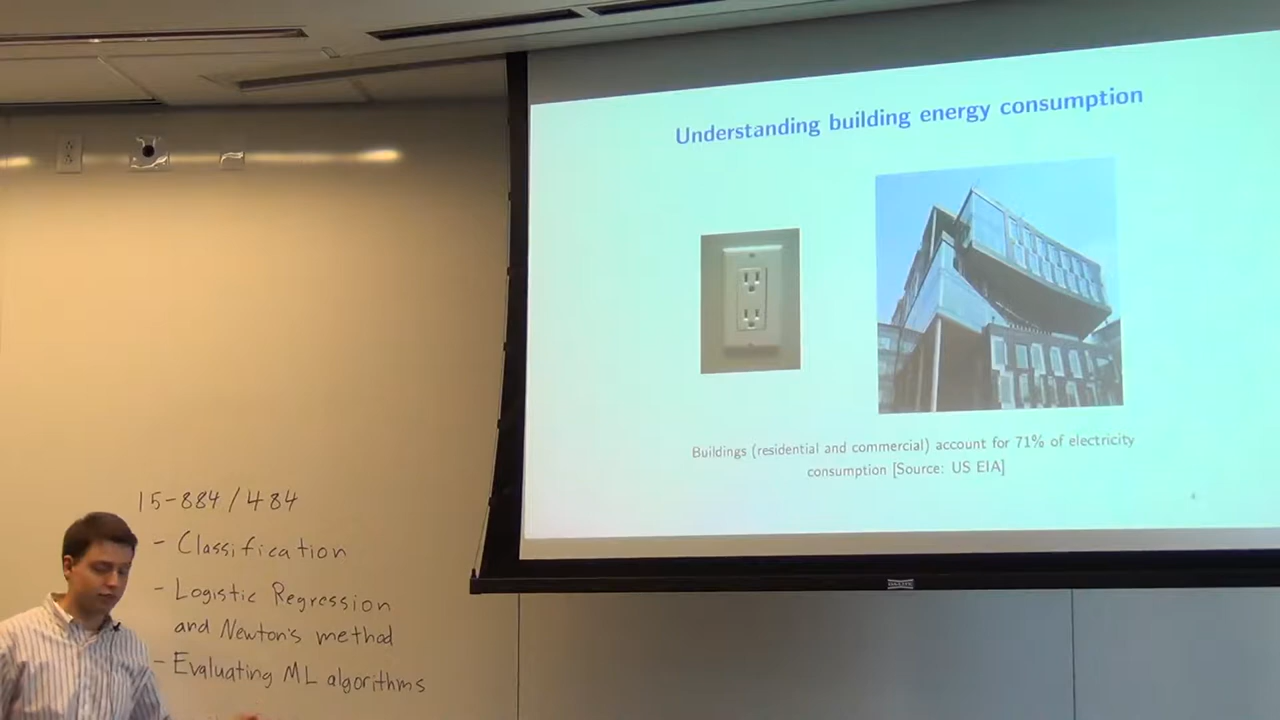 Understanding building energy consumption
Buildings (residential and commercial) account for 71% of electricity
consumption [Source: US EIA]
4
15-884/484
- Classification
- Logistic Regression
and Newton's method
- Evaluating ML algorithms